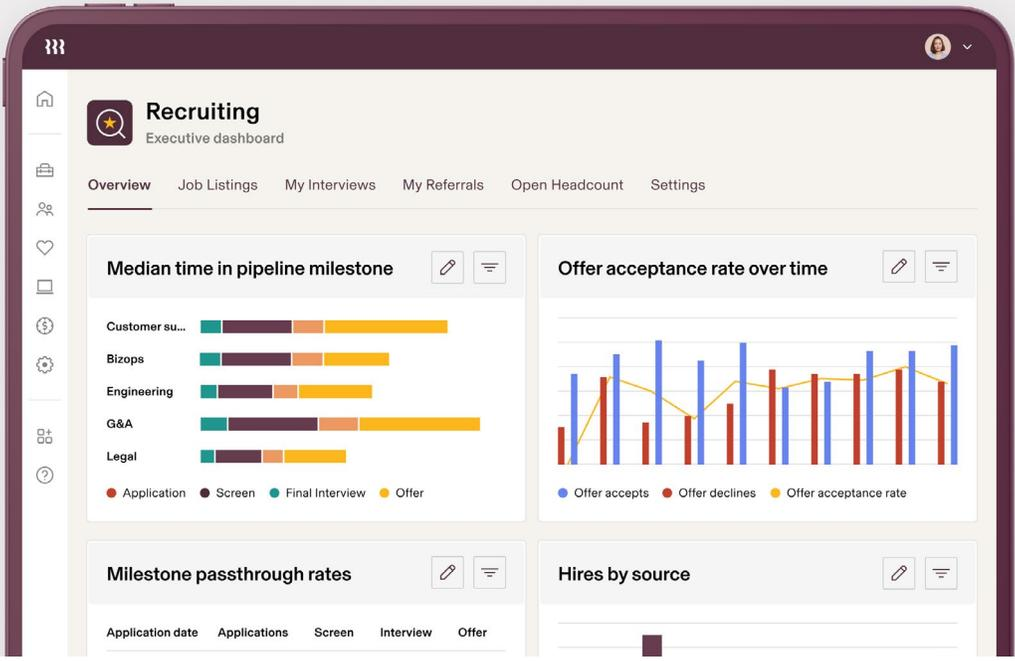 Recruiting
Executive dashboard
Overview Job Listings My Interviews My Referrals Open Headcount Settings
Median time in pipeline milestone
Customer su...
Bizops
Engineering
G&A
Legal
Application Screen Final Interview Offer
Offer acceptance rate over time
Offer accepts Offer declines Offer acceptance rate
Milestone passthrough rates
Application date Applications Screen Interview Offer
Hires by source